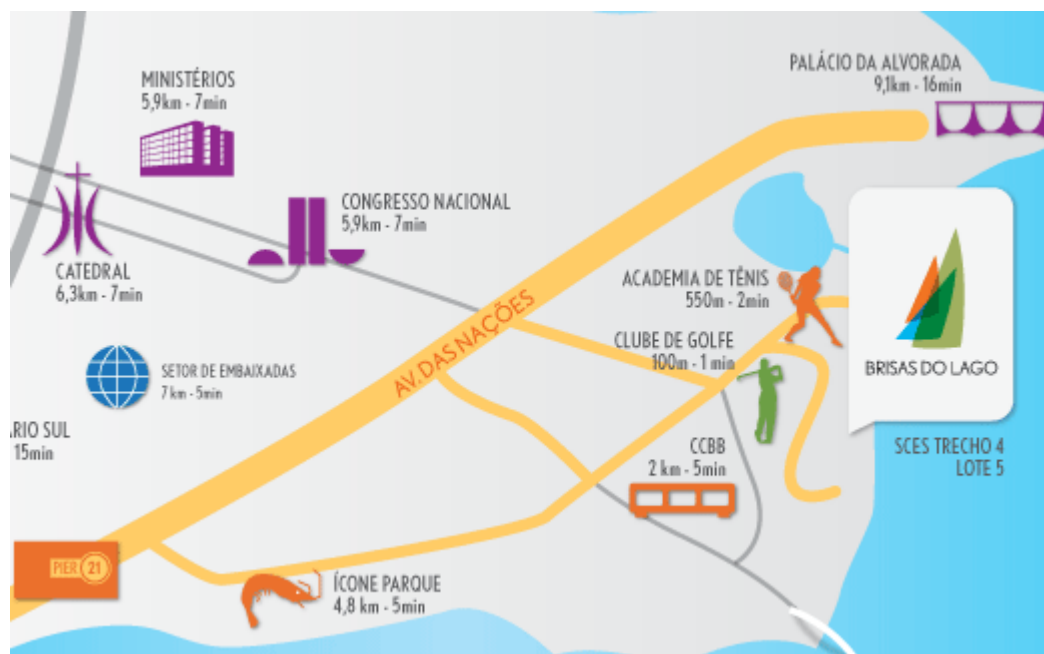 PALÁCIO DA ALVORADA
9,1km - 16min
MINISTÉRIOS
5,9km - 7min
CONGRESSO NACIONAL
5,9km - 7min
CATEDRAL
6,3km - 7min
ACADEMIA DE TÊNIS
550m - 2min
AV. DAS NAÇÕES
CLUBE DE GOLFE
100m - 1 min
BRISAS DO LAGO
SETOR DE EMBAIXADAS
7 km - 5min
ARIO SUL
15min
CCBB
2 km - 5min
SCES TRECHO 4
LOTE 5
PIER 21
ÍCONE PARQUE
4,8 km - 5min